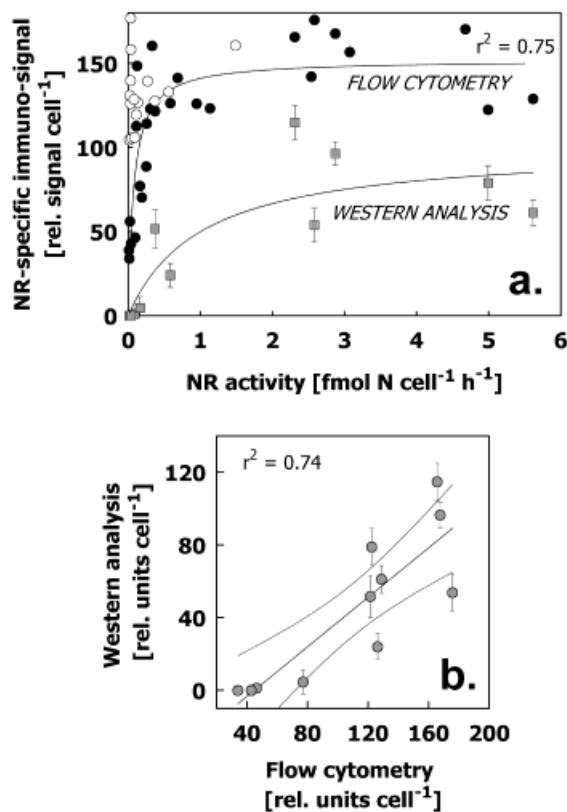 r² = 0.75
FLOW CYTOMETRY
WESTERN ANALYSIS
a.
NR-specific immuno-signal
[rel. signal cell⁻¹]
150
100
50
0
0 1 2 3 4 5 6
NR activity [fmol N cell⁻¹ h⁻¹]
r² = 0.74
b.
Western analysis
[rel. units cell⁻¹]
120
80
40
0
40 80 120 160 200
Flow cytometry
[rel. units cell⁻¹]